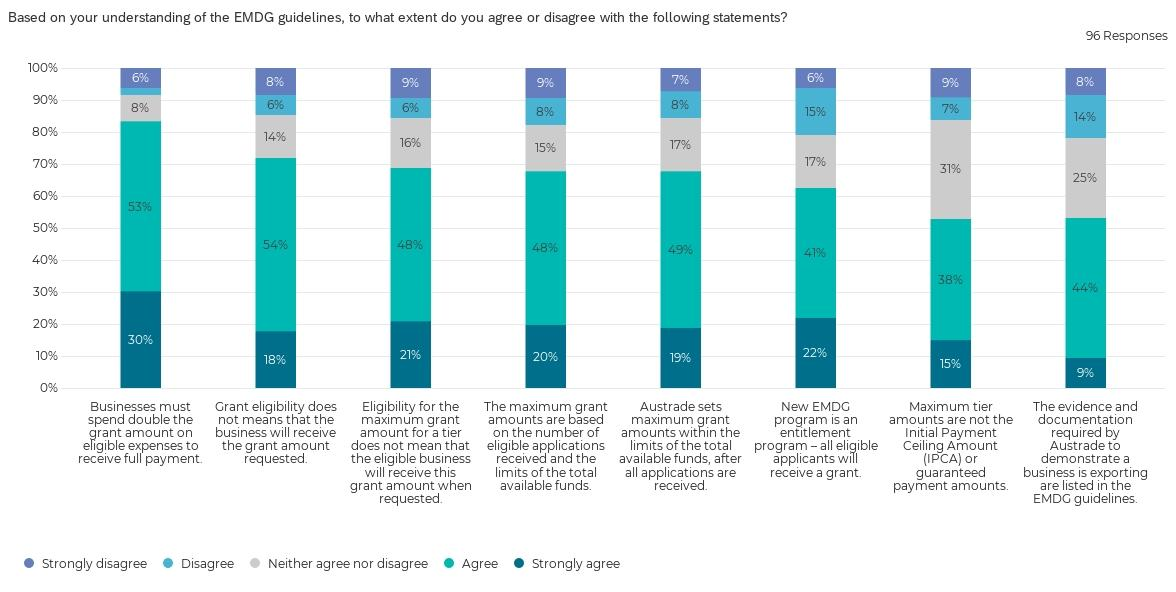 Based on your understanding of the EMDG guidelines, to what extent do you agree or disagree with the following statements?
96 Responses
100%
90%
80%
70%
60%
50%
40%
30%
20%
10%
0%
6%
8%
53%
30%
8%
6%
14%
54%
18%
9%
6%
16%
48%
21%
9%
8%
15%
48%
20%
7%
8%
17%
49%
19%
6%
15%
17%
41%
22%
9%
7%
31%
38%
15%
8%
14%
25%
44%
9%
Businesses must
spend double the
grant amount on
eligible expenses to
receive full payment.
Grant eligibility does
not means that the
business will receive
the grant amount
requested.
Eligibility for the
maximum grant
amount for a tier
does not mean that
the eligible business
will receive this
grant amount when
requested.
The maximum grant
amounts are based
on the number of
eligible applications
received and the
limits of the total
available funds.
Austrade sets
maximum grant
amounts within the
limits of the total
available funds, after
all applications are
received.
New EMDG
program is an
entitlement
program – all eligible
applicants will
receive a grant.
Maximum tier
amounts are not the
Initial Payment
Ceiling Amount
(IPCA) or
guaranteed
payment amounts.
The evidence and
documentation
required by
Austrade to
demonstrate a
business is exporting
are listed in the
EMDG guidelines.
Strongly disagree
Disagree
Neither agree nor disagree
Agree
Strongly agree